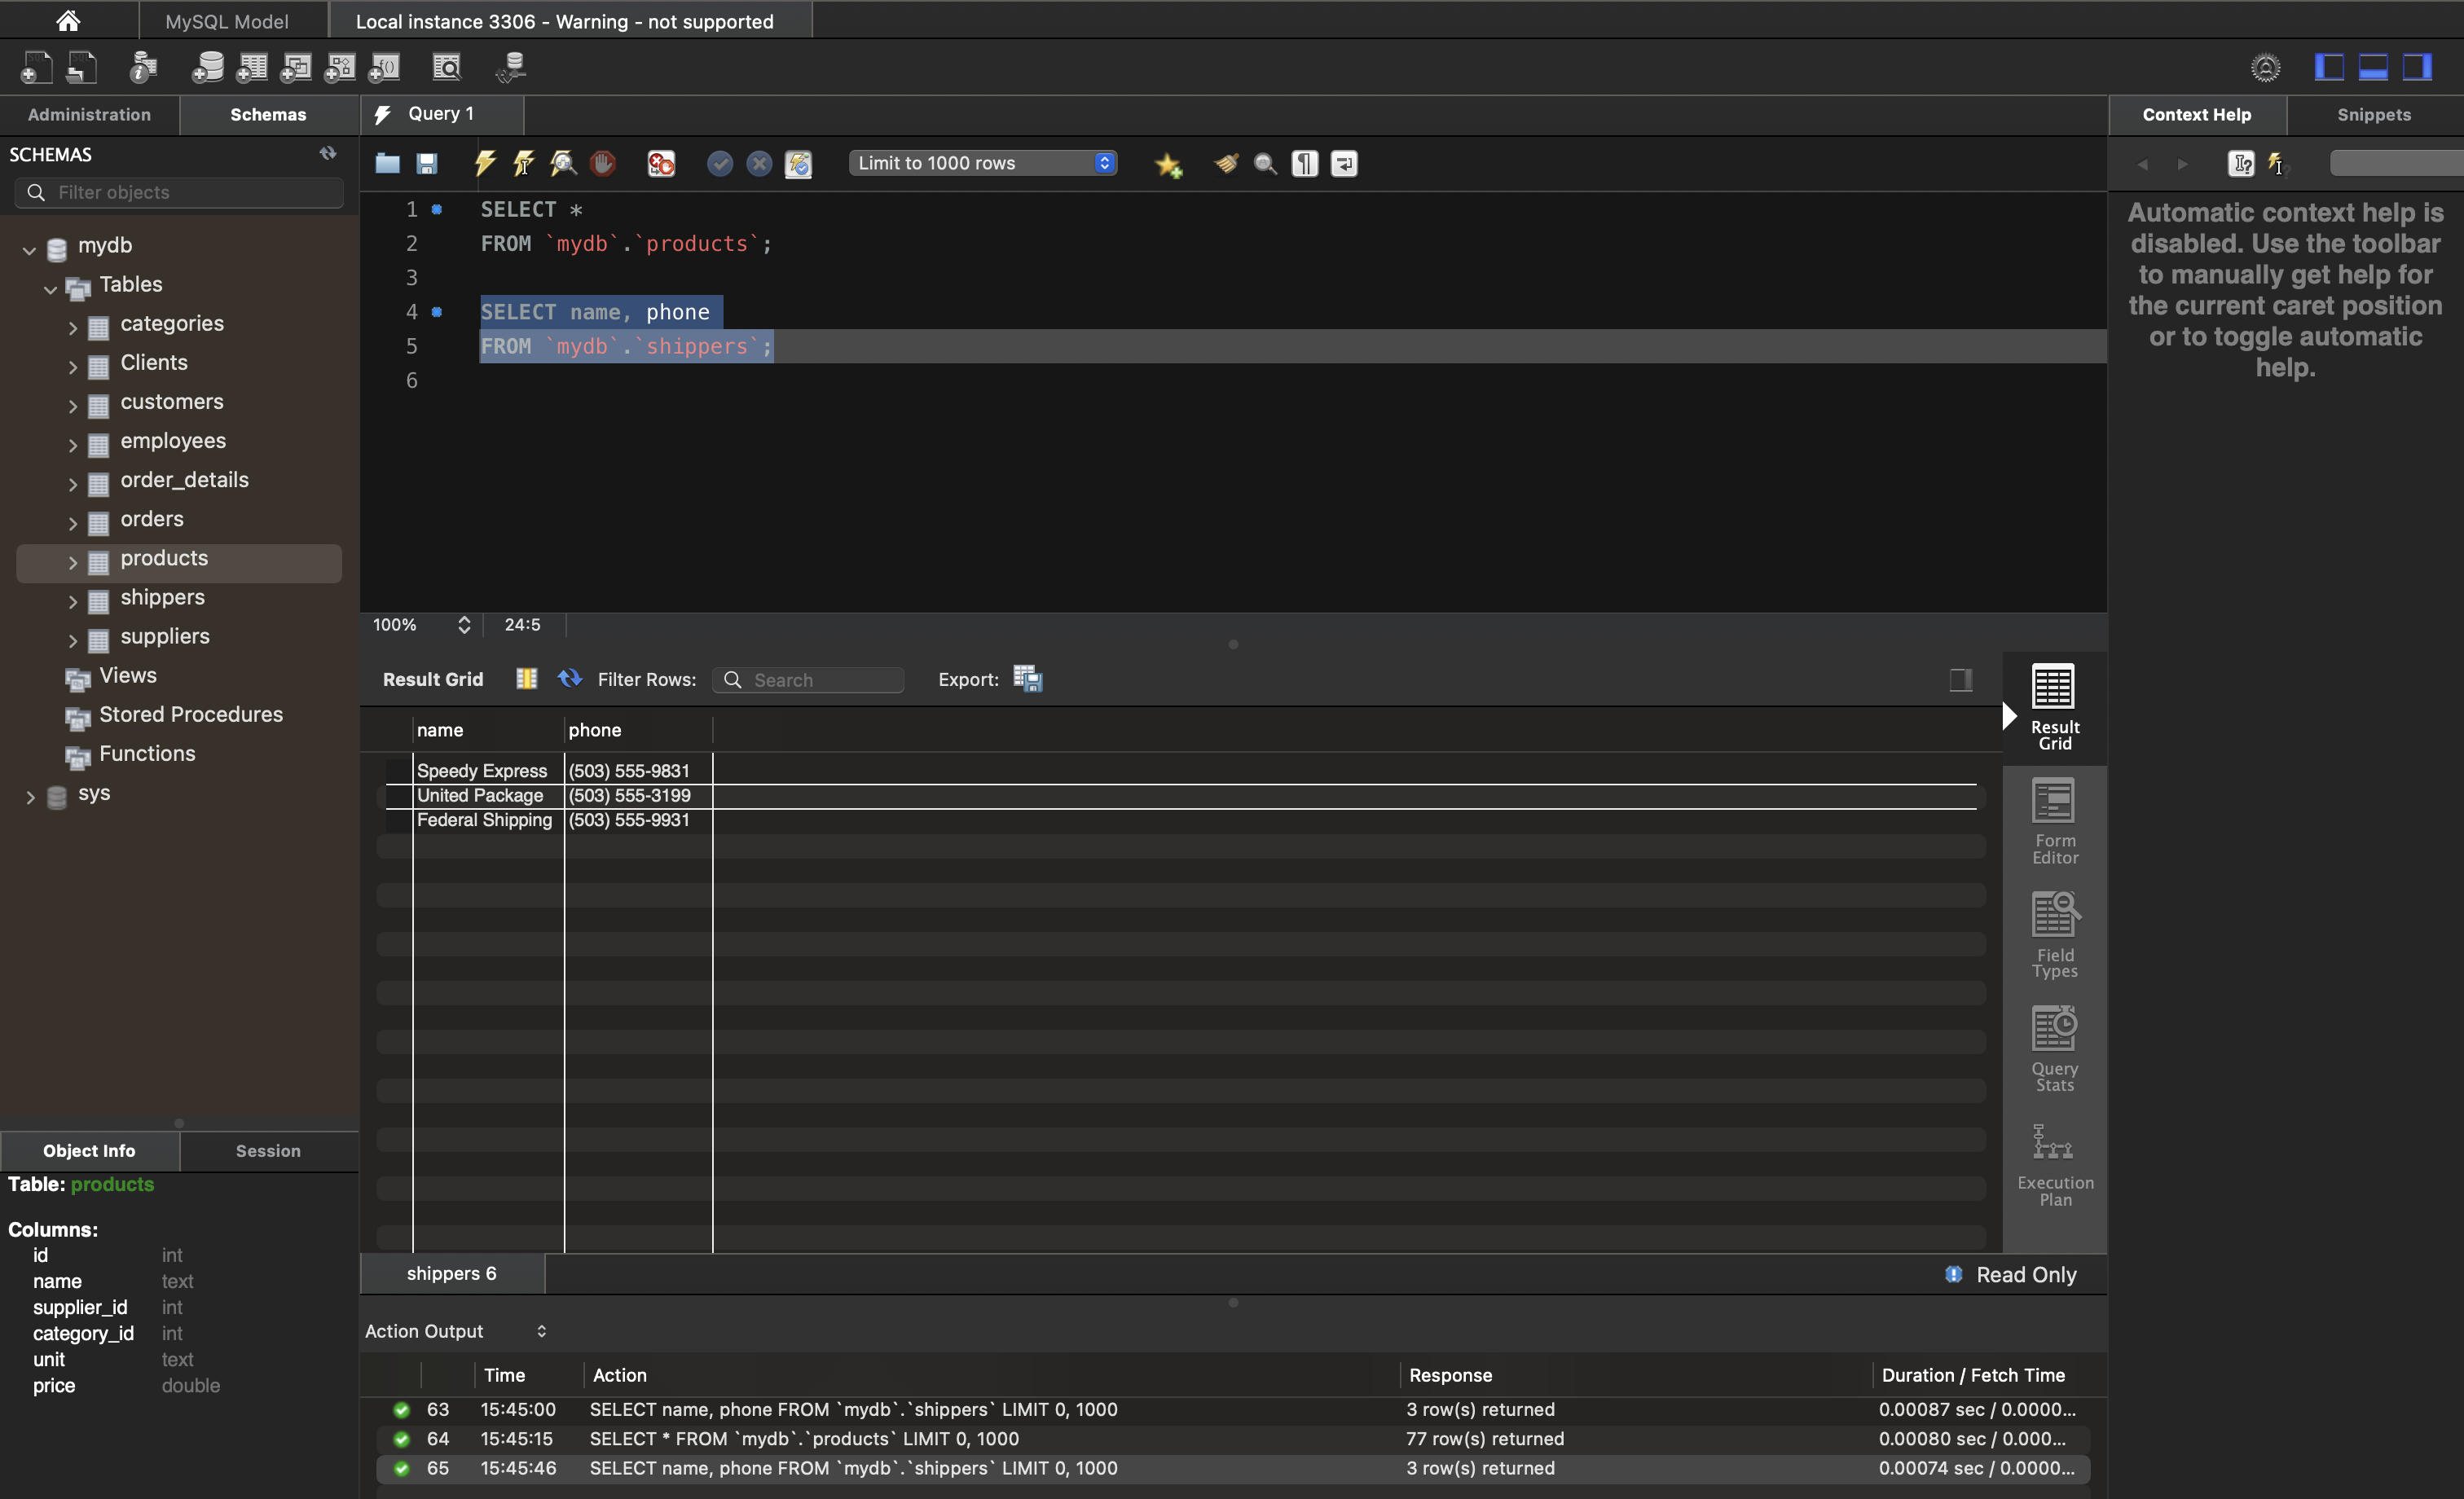 MySQL Model
Local instance 3306 - Warning - not supported
Administration
Schemas
Query 1
Context Help
Snippets
SCHEMAS
Filter objects
Limit to 1000 rows
mydb
Tables
categories
Clients
customers
employees
order_details
orders
products
shippers
suppliers
Views
Stored Procedures
Functions
sys
1 SELECT *
2 FROM `mydb`.`products`;
3
4 SELECT name, phone
5 FROM `mydb`.`shippers`;
6
Automatic context help is
disabled. Use the toolbar
to manually get help for
the current caret position
or to toggle automatic
help.
100%
24:5
Result Grid
Filter Rows:
Search
Export:
name phone
Speedy Express (503) 555-9831
United Package (503) 555-3199
Federal Shipping (503) 555-9931
Result
Grid
Form
Editor
Field
Types
Query
Stats
Execution
Plan
Object Info
Session
Table: products
Columns:
id int
name text
supplier_id int
category_id int
unit text
price double
shippers 6
Read Only
Action Output
Time Action Response Duration / Fetch Time
63 15:45:00 SELECT name, phone FROM `mydb`.`shippers` LIMIT 0, 1000 3 row(s) returned 0.00087 sec / 0.0000...
64 15:45:15 SELECT * FROM `mydb`.`products` LIMIT 0, 1000 77 row(s) returned 0.00080 sec / 0.000...
65 15:45:46 SELECT name, phone FROM `mydb`.`shippers` LIMIT 0, 1000 3 row(s) returned 0.00074 sec / 0.0000...